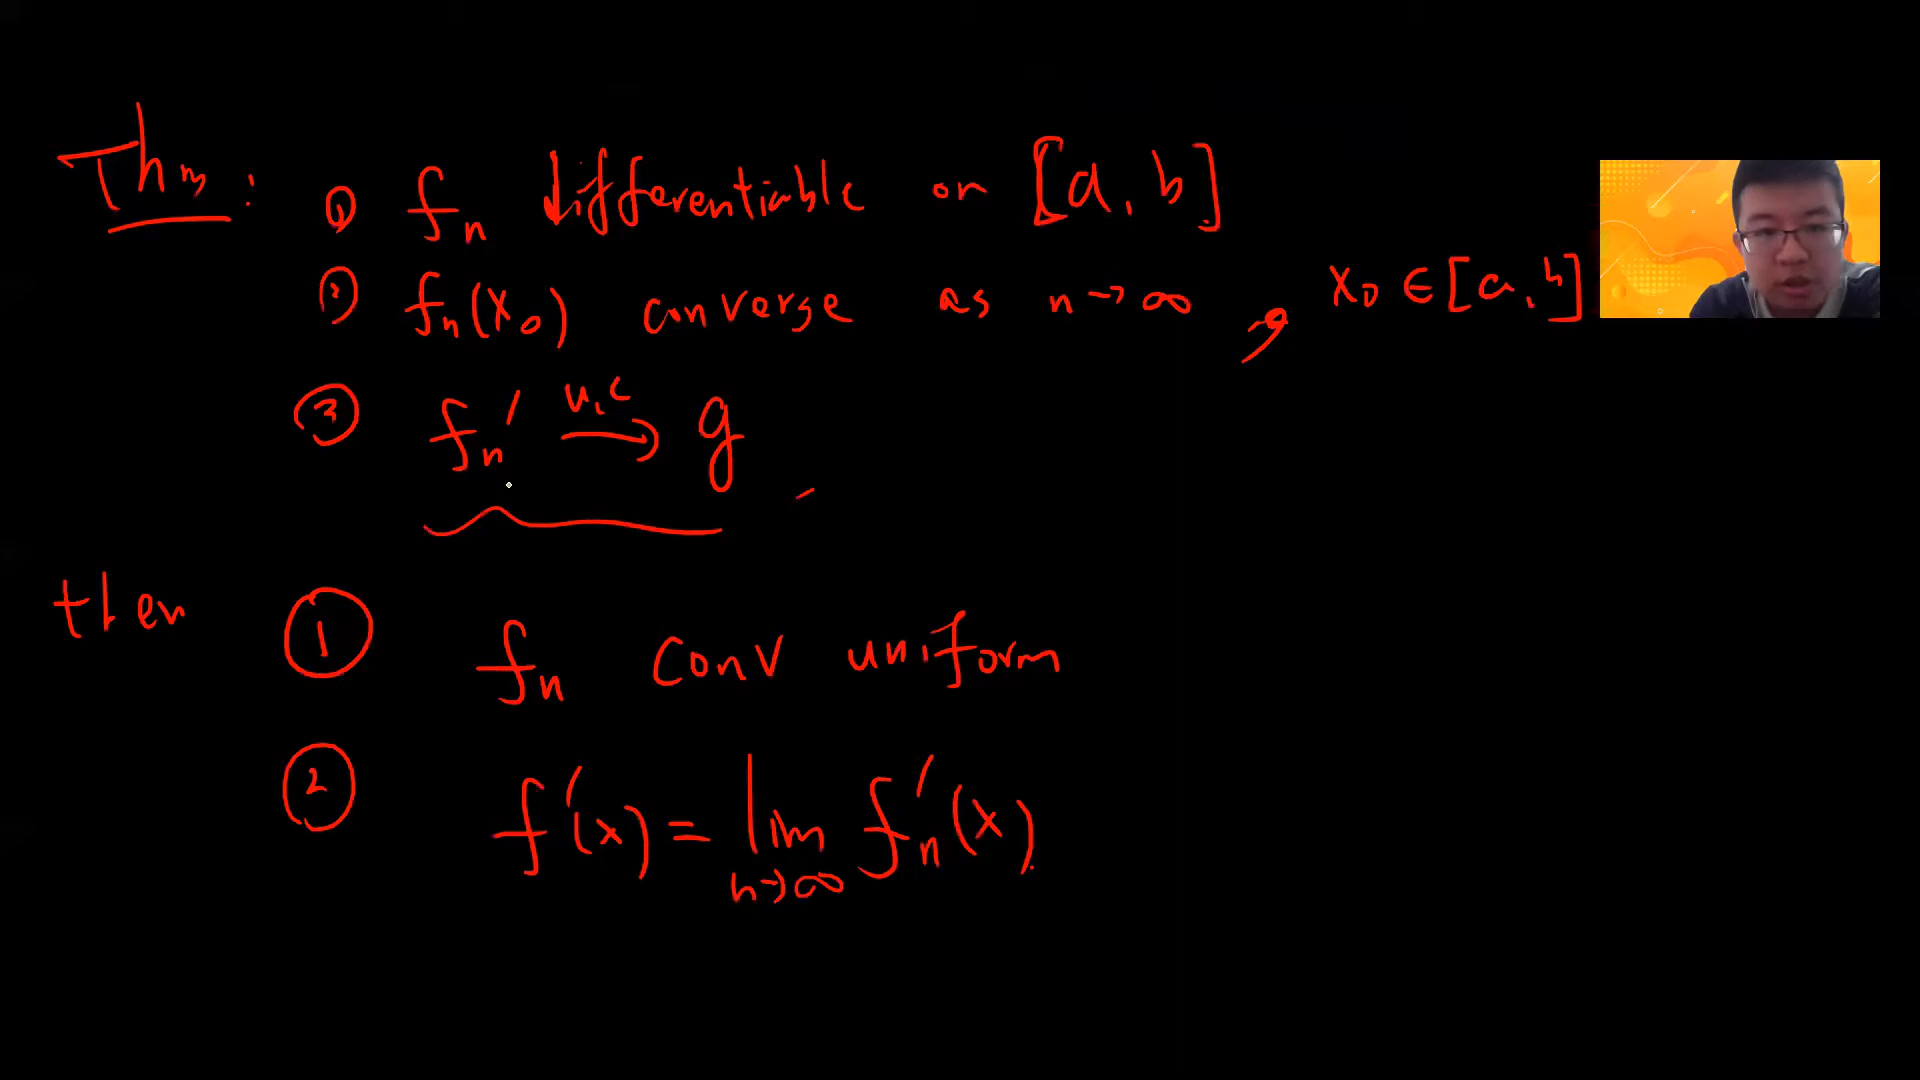 Thm: ① fn differentiable on [a, b]
② fn(x₀) converge as n→∞ x₀ ∈ [a, b]
③ fn' u.c → g
then ① fn conv uniform
② f'(x) = lim n→∞ fn'(x).